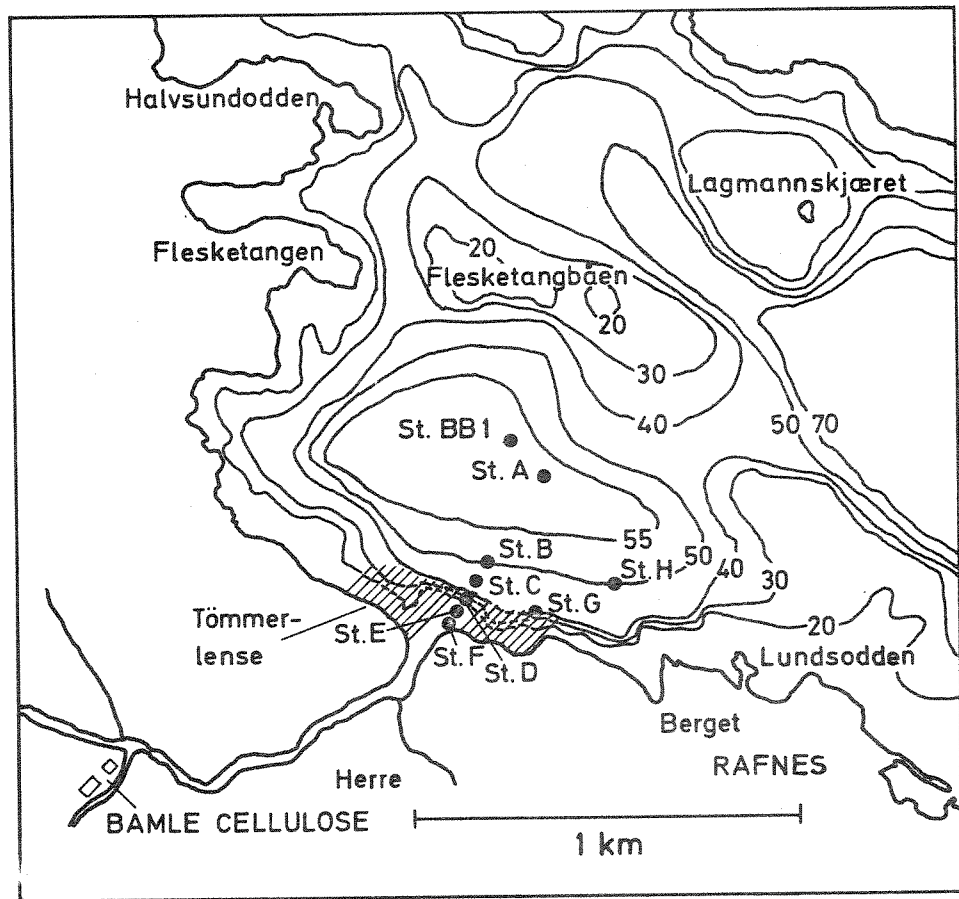 Halvsundodden
Lagmannskjæret
Flesketangen
20
Flesketangbåen
20
30
40
50
70
St. BB1
St. A
55
50
40
30
St. B
St. H
St. C
St. G
Tömmer-
lense
St. E
St. F
St. D
20
Lundsodden
Berget
RAFNES
Herre
BAMLE CELLULOSE
1 km